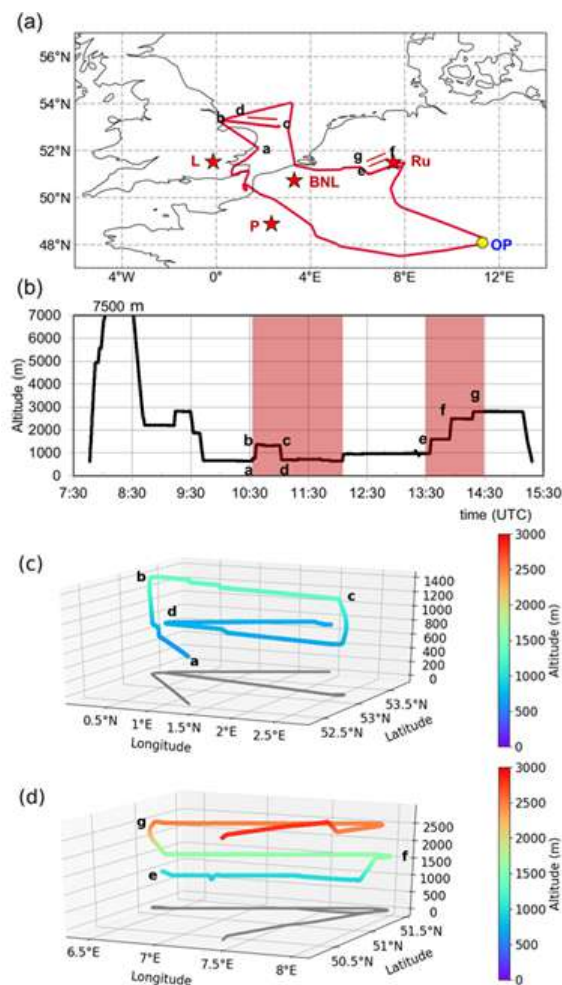 (a)
56°N
54°N
52°N
50°N
48°N
d
b
c
a
g
f
e
L
Ru
BNL
P
OP
4°W
0°
4°E
8°E
12°E
(b)
7500 m
Altitude (m)
7000
6000
5000
4000
3000
2000
1000
0
b
c
a
d
e
f
g
7:30
8:30
9:30
10:30
11:30
12:30
13:30
14:30
15:30
time (UTC)
(c)
b
c
d
a
1400
1200
1000
800
600
400
200
0
53.5°N
53°N
52.5°N
Latitude
0.5°N
1°E
1.5°N
2°E
2.5°N
Longitude
3000
2500
2000
1500
1000
500
0
Altitude (m)
(d)
g
f
e
2500
2000
1500
1000
500
0
51.5°N
51°N
50.5°N
Latitude
6.5°N
7°E
7.5°N
8°E
Longitude
3000
2500
2000
1500
1000
500
0
Altitude (m)